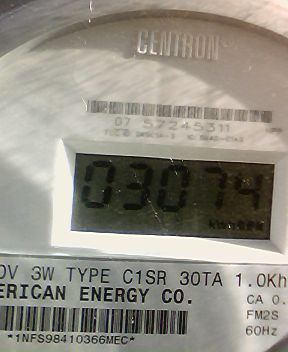 CENTRON
07 57245311
03074
0V 3W TYPE C1SR 30TA 1.0Kh
ERICAN ENERGY CO. CA 0.
FM2S
*1NFS98410366MEC* 60Hz